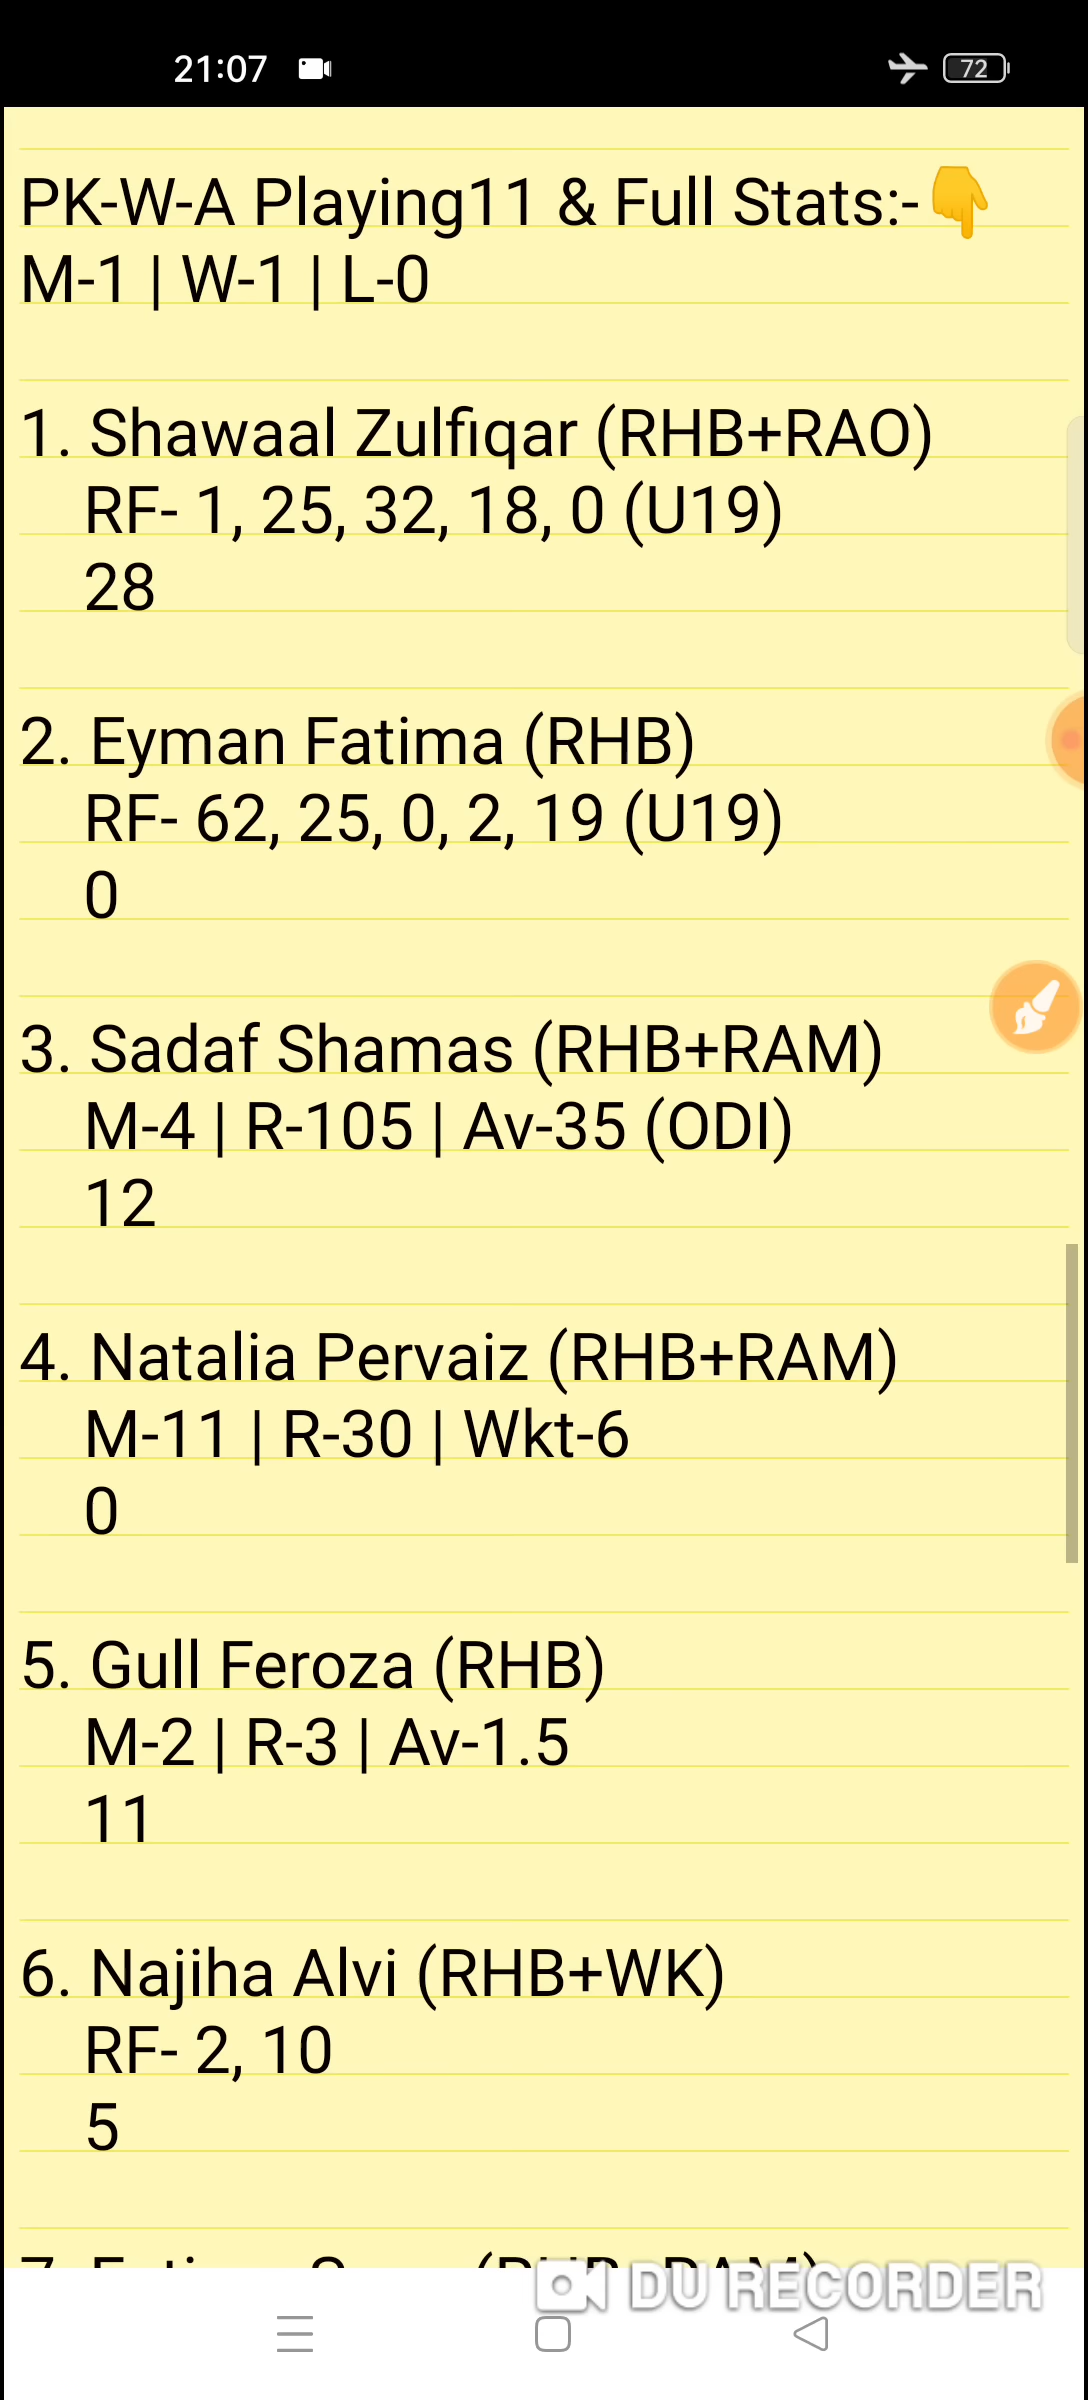 21:07
72
PK-W-A Playing11 & Full Stats:-👇
M-1 | W-1 | L-0
1. Shawaal Zulfiqar (RHB+RAO)
RF- 1, 25, 32, 18, 0 (U19)
28
2. Eyman Fatima (RHB)
RF- 62, 25, 0, 2, 19 (U19)
0
3. Sadaf Shamas (RHB+RAM)
M-4 | R-105 | Av-35 (ODI)
12
4. Natalia Pervaiz (RHB+RAM)
M-11 | R-30 | Wkt-6
0
5. Gull Feroza (RHB)
M-2 | R-3 | Av-1.5
11
6. Najiha Alvi (RHB+WK)
RF- 2, 10
5
DU RECORDER